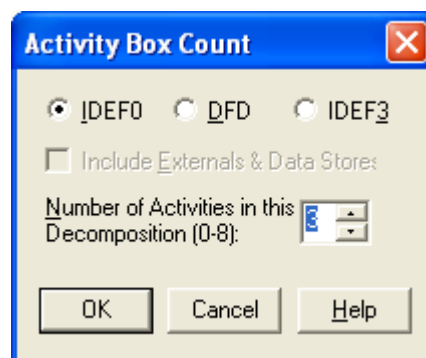 Activity Box Count
IDEF0 DFD IDEF3
Include Externals & Data Stores
Number of Activities in this
Decomposition (0-8):
3
OK Cancel Help